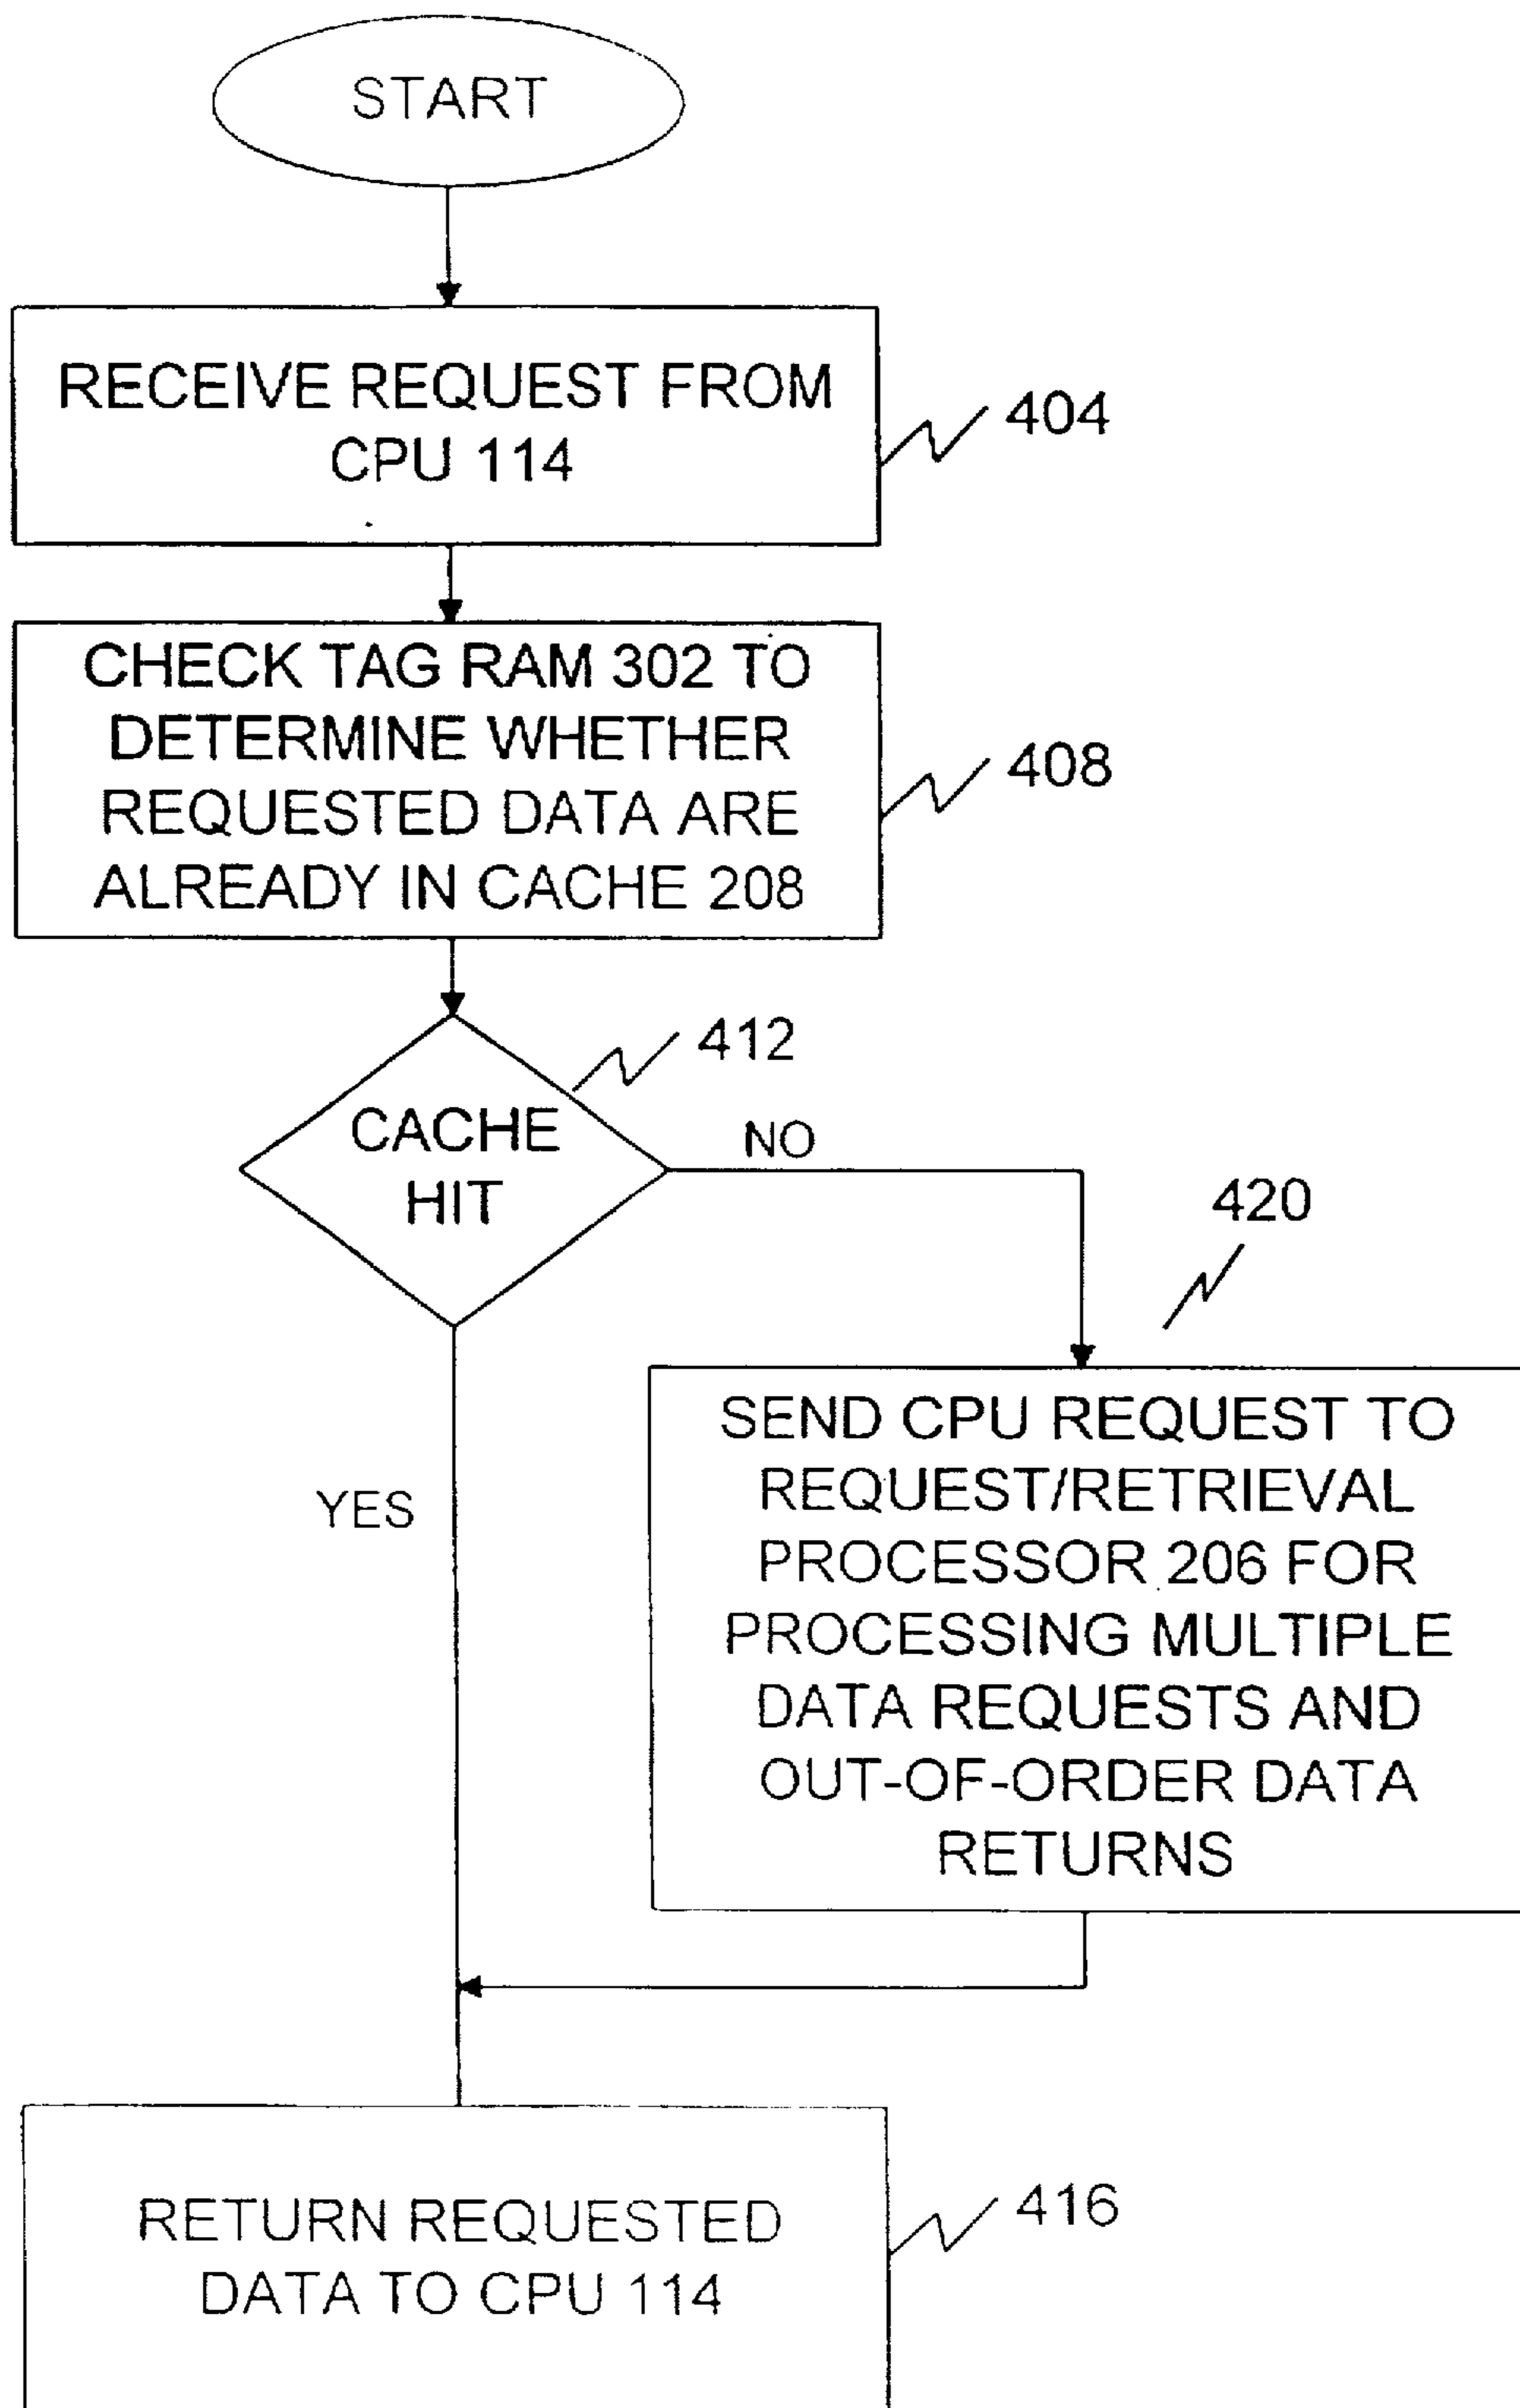 START
RECEIVE REQUEST FROM
CPU 114
404
CHECK TAG RAM 302 TO
DETERMINE WHETHER
REQUESTED DATA ARE
ALREADY IN CACHE 208
408
412
CACHE
HIT
NO
420
YES
SEND CPU REQUEST TO
REQUEST/RETRIEVAL
PROCESSOR 206 FOR
PROCESSING MULTIPLE
DATA REQUESTS AND
OUT-OF-ORDER DATA
RETURNS
RETURN REQUESTED
DATA TO CPU 114
416